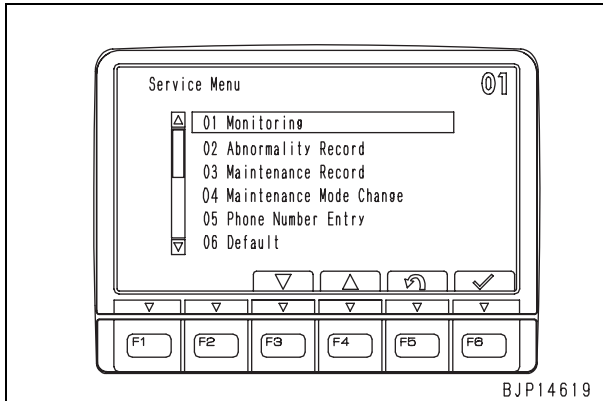 Service Menu 01
01 Monitoring
02 Abnormality Record
03 Maintenance Record
04 Maintenance Mode Change
05 Phone Number Entry
06 Default
F1 F2 F3 F4 F5 F6
BJP14619